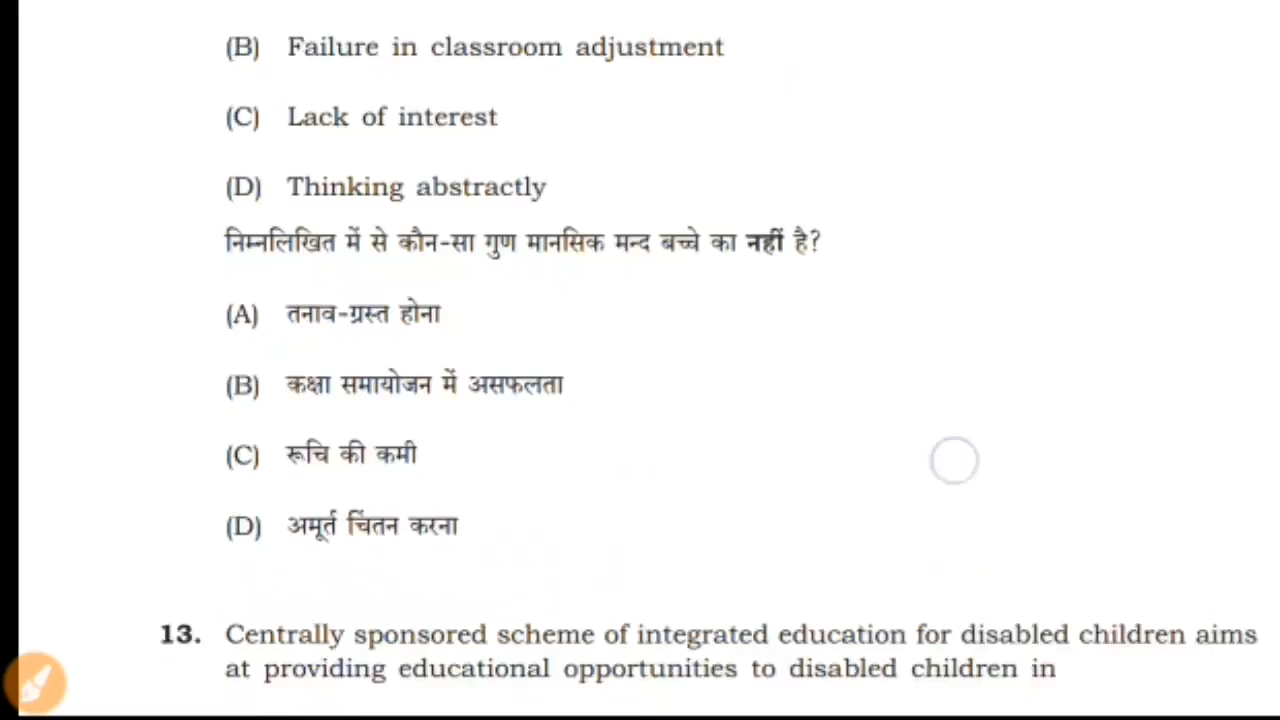 (B) Failure in classroom adjustment
(C) Lack of interest
(D) Thinking abstractly
निम्नलिखित में से कौन-सा गुण मानसिक मन्द बच्चे का नहीं है?
(A) तनाव-ग्रस्त होना
(B) कक्षा समायोजन में असफलता
(C) रूचि की कमी
(D) अमूर्त चिंतन करना
13. Centrally sponsored scheme of integrated education for disabled children aims
at providing educational opportunities to disabled children in